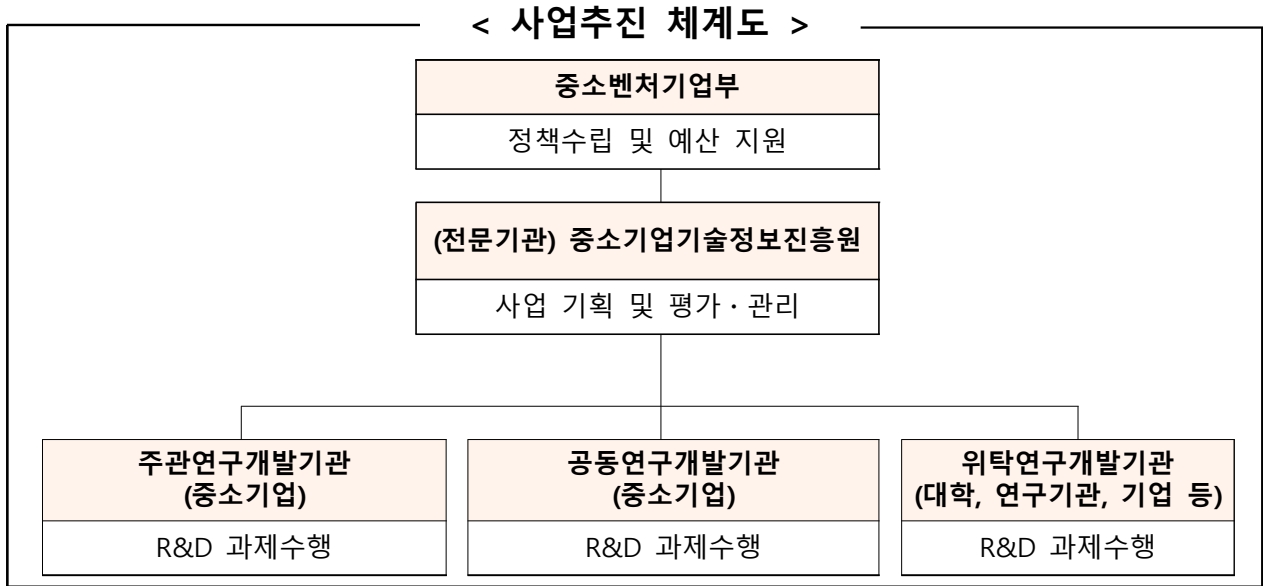 < 사업추진 체계도 >
중소벤처기업부
정책수립 및 예산 지원
(전문기관) 중소기업기술정보진흥원
사업 기획 및 평가·관리
주관연구개발기관
(중소기업)
R&D 과제수행
공동연구개발기관
(중소기업)
R&D 과제수행
위탁연구개발기관
(대학, 연구기관, 기업 등)
R&D 과제수행